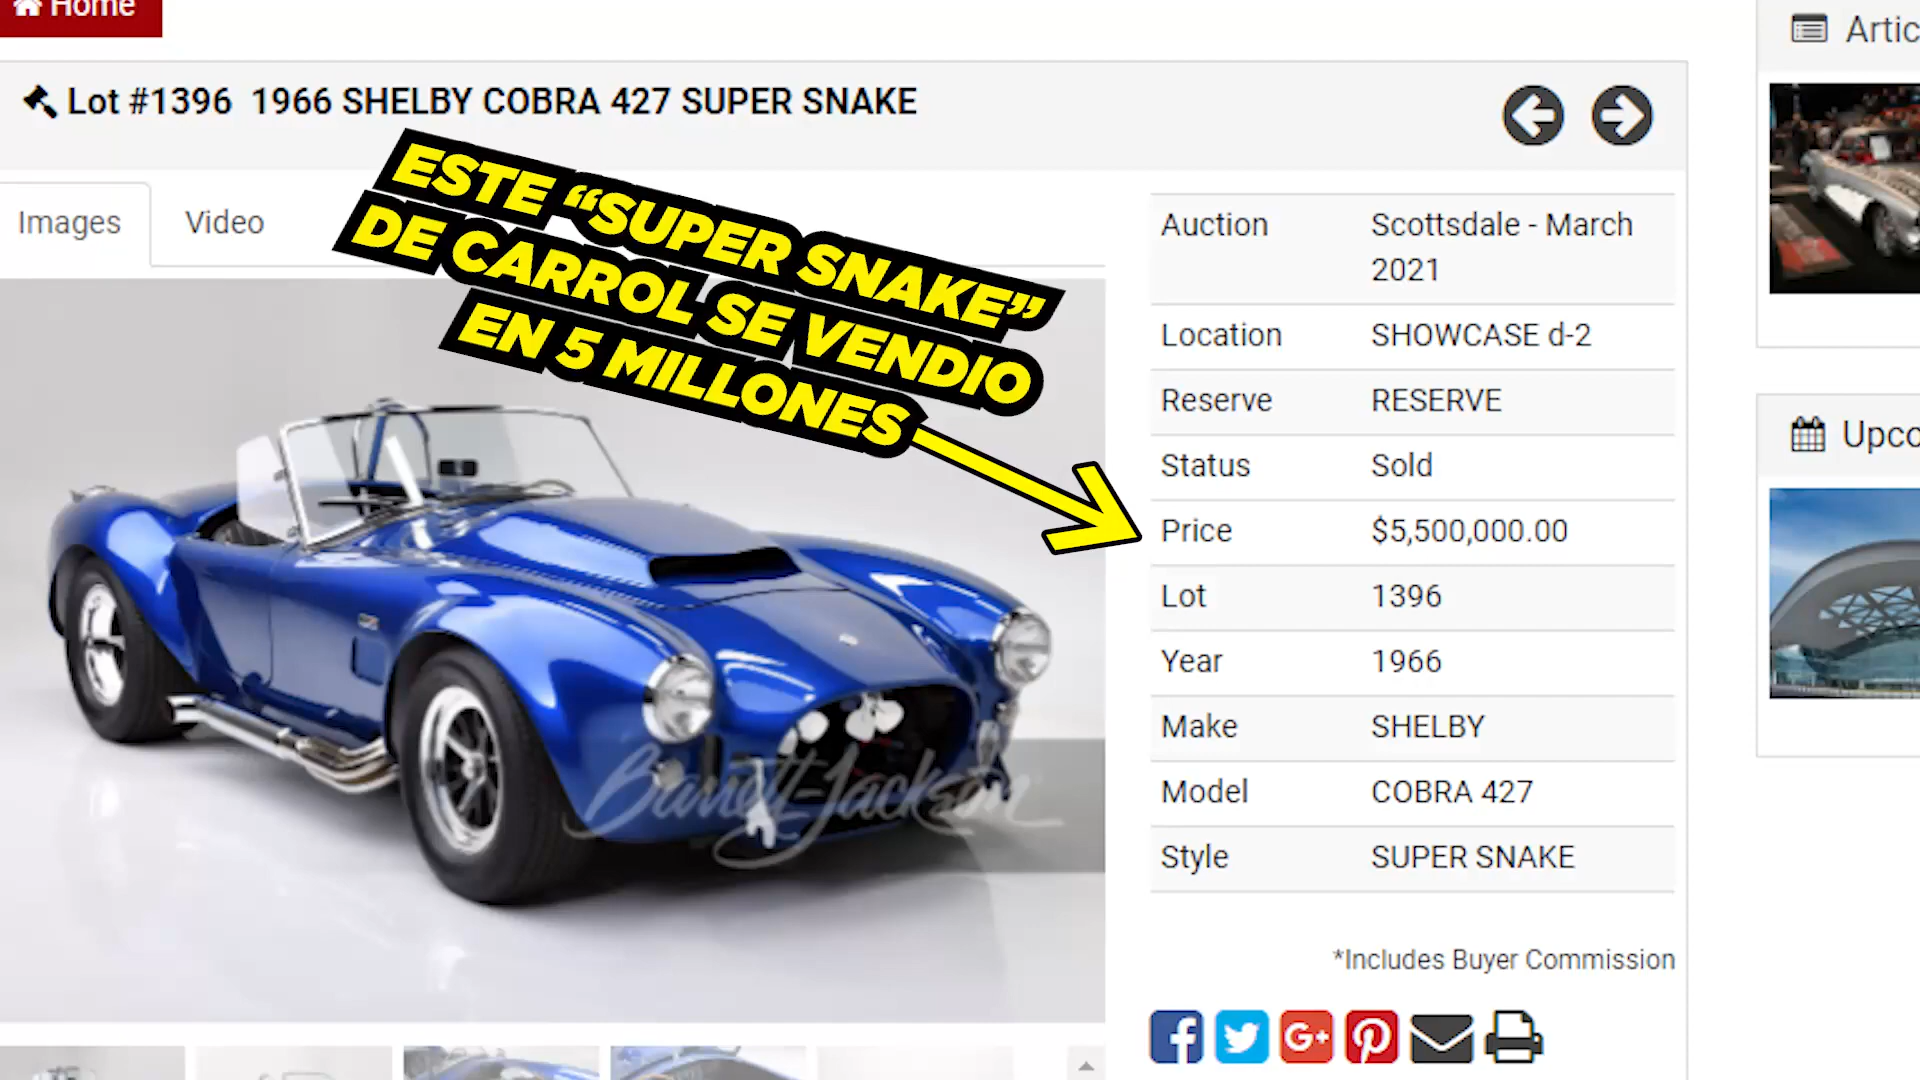 Home
Lot #1396 1966 SHELBY COBRA 427 SUPER SNAKE
Images
Video
ESTE “SUPER SNAKE”
DE CARROL SE VENDIO
EN 5 MILLONES
Auction Scottsdale - March
2021
Location SHOWCASE d-2
Reserve RESERVE
Status Sold
Price $5,500,000.00
Lot 1396
Year 1966
Make SHELBY
Model COBRA 427
Style SUPER SNAKE
*Includes Buyer Commission
Barrett-Jackson
Artic
Upco